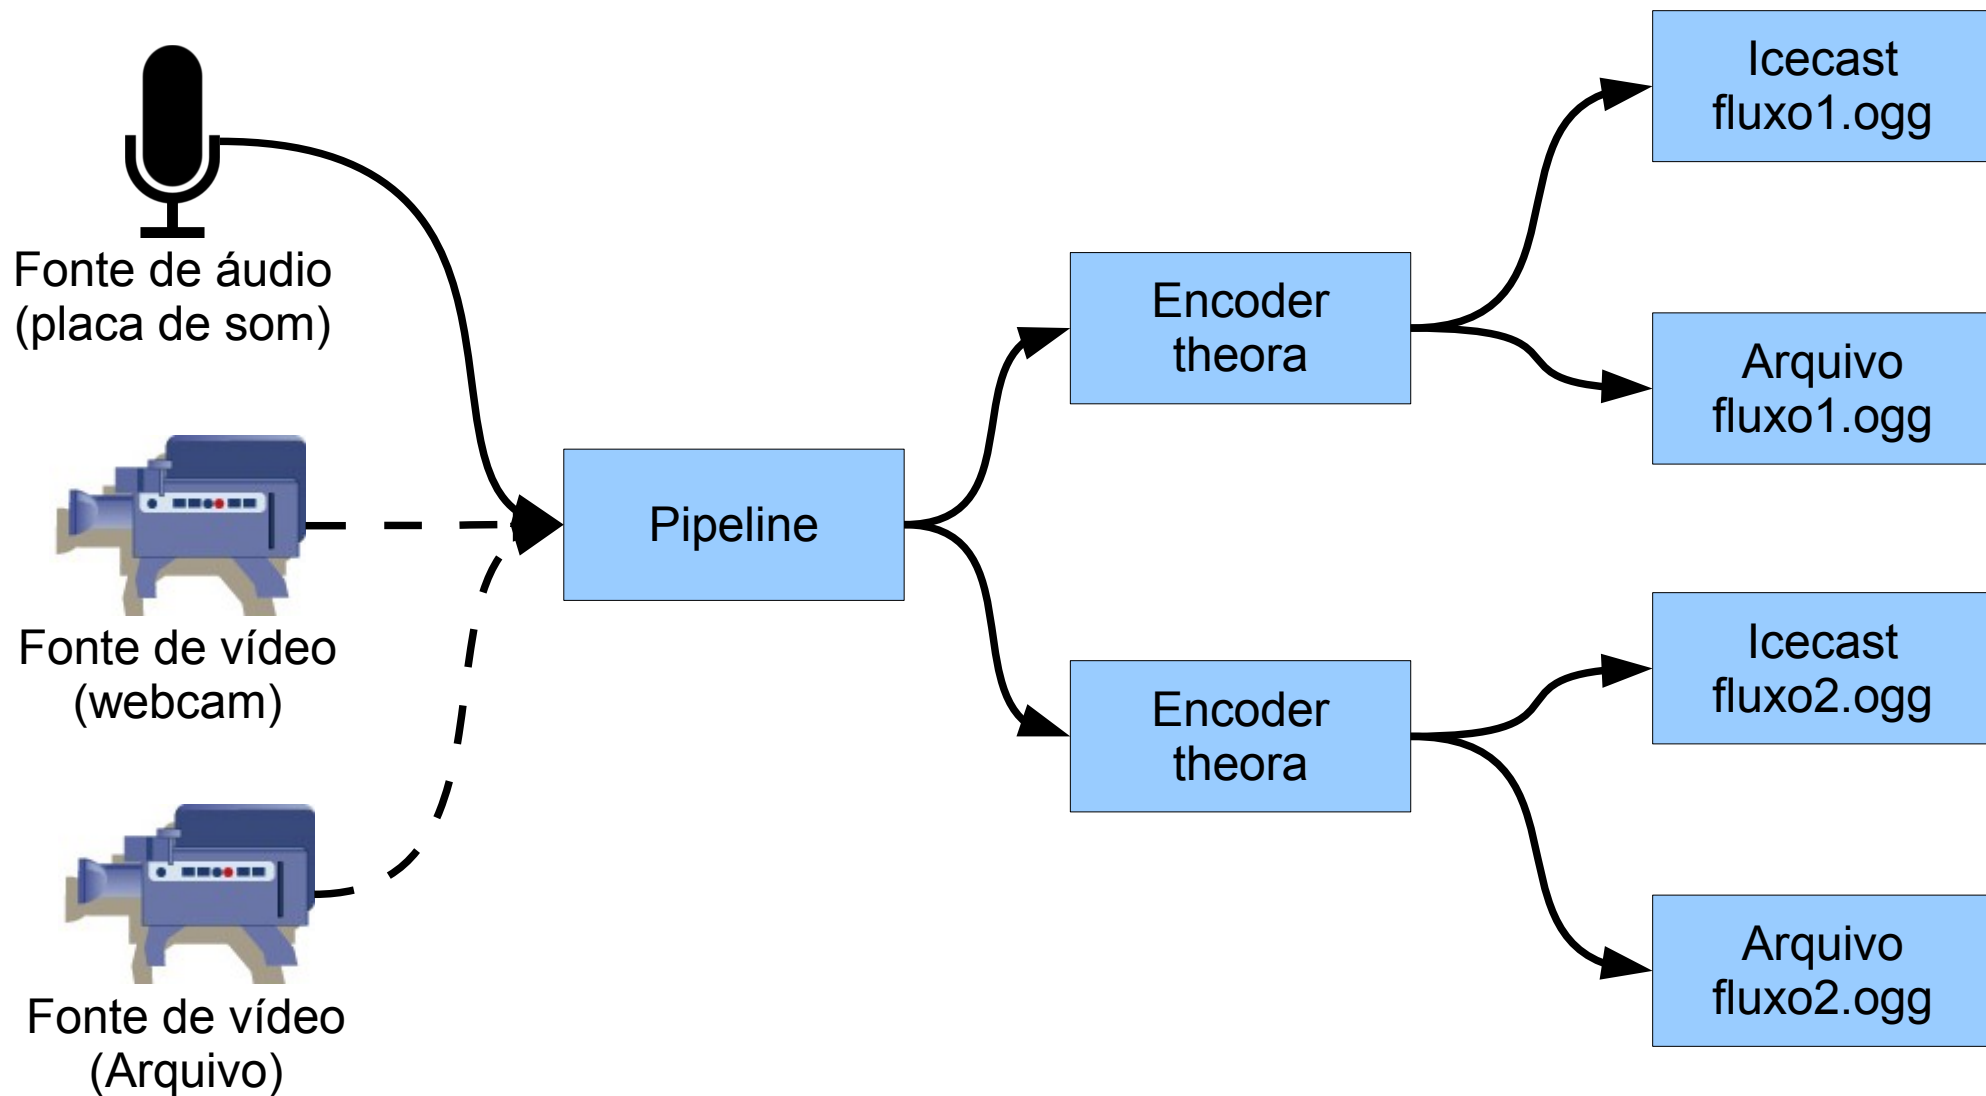 Fonte de áudio
(placa de som)
Fonte de vídeo
(webcam)
Fonte de vídeo
(Arquivo)
Pipeline
Encoder
theora
Encoder
theora
Icecast
fluxo1.ogg
Arquivo
fluxo1.ogg
Icecast
fluxo2.ogg
Arquivo
fluxo2.ogg